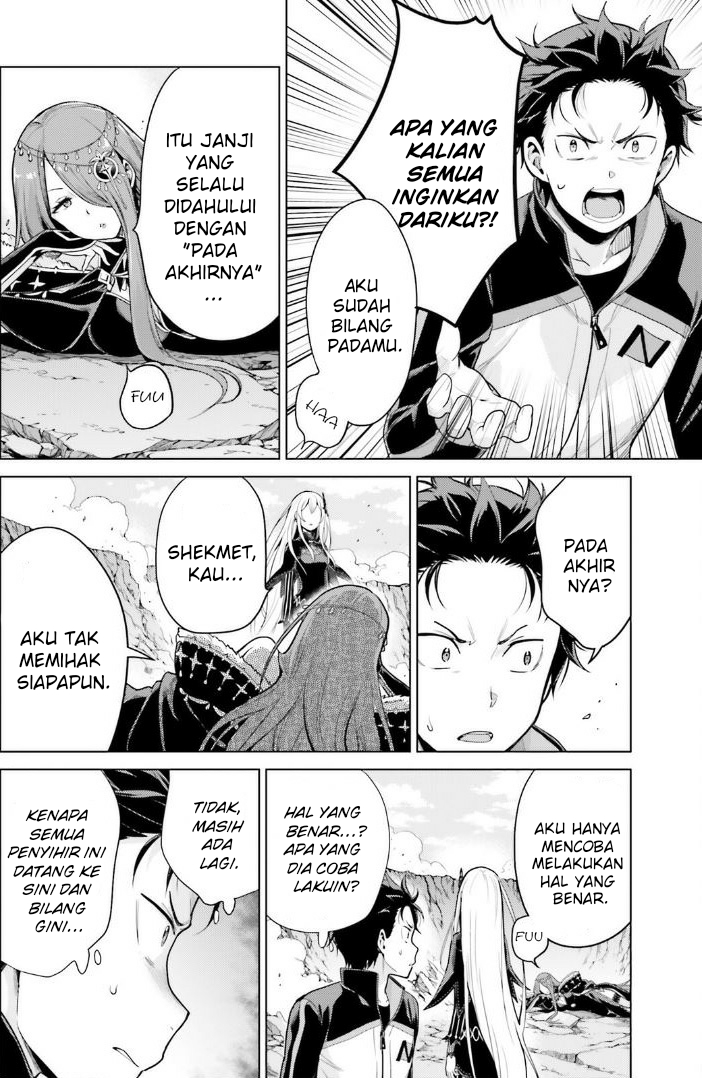 APA YANG
KALIAN
SEMUA
INGINKAN
DARIKU?!
AKU
SUDAH
BILANG
PADAMU.
HAA
ITU JANJI
YANG
SELALU
DIDAHULUI
DENGAN
"PADA
AKHIRNYA"
...
FUU
PADA
AKHIR
NYA?
SHEKMET,
KAU...
AKU TAK
MEMIHAK
SIAPAPUN.
AKU HANYA
MENCOBA
MELAKUKAN
HAL YANG
BENAR.
FUU
HAL YANG
BENAR...?
APA YANG
DIA COBA
LAKUIN?
TIDAK,
MASIH
ADA
LAGI.
KENAPA
SEMUA
PENYIHIR INI
DATANG KE
SINI DAN
BILANG
GINI...